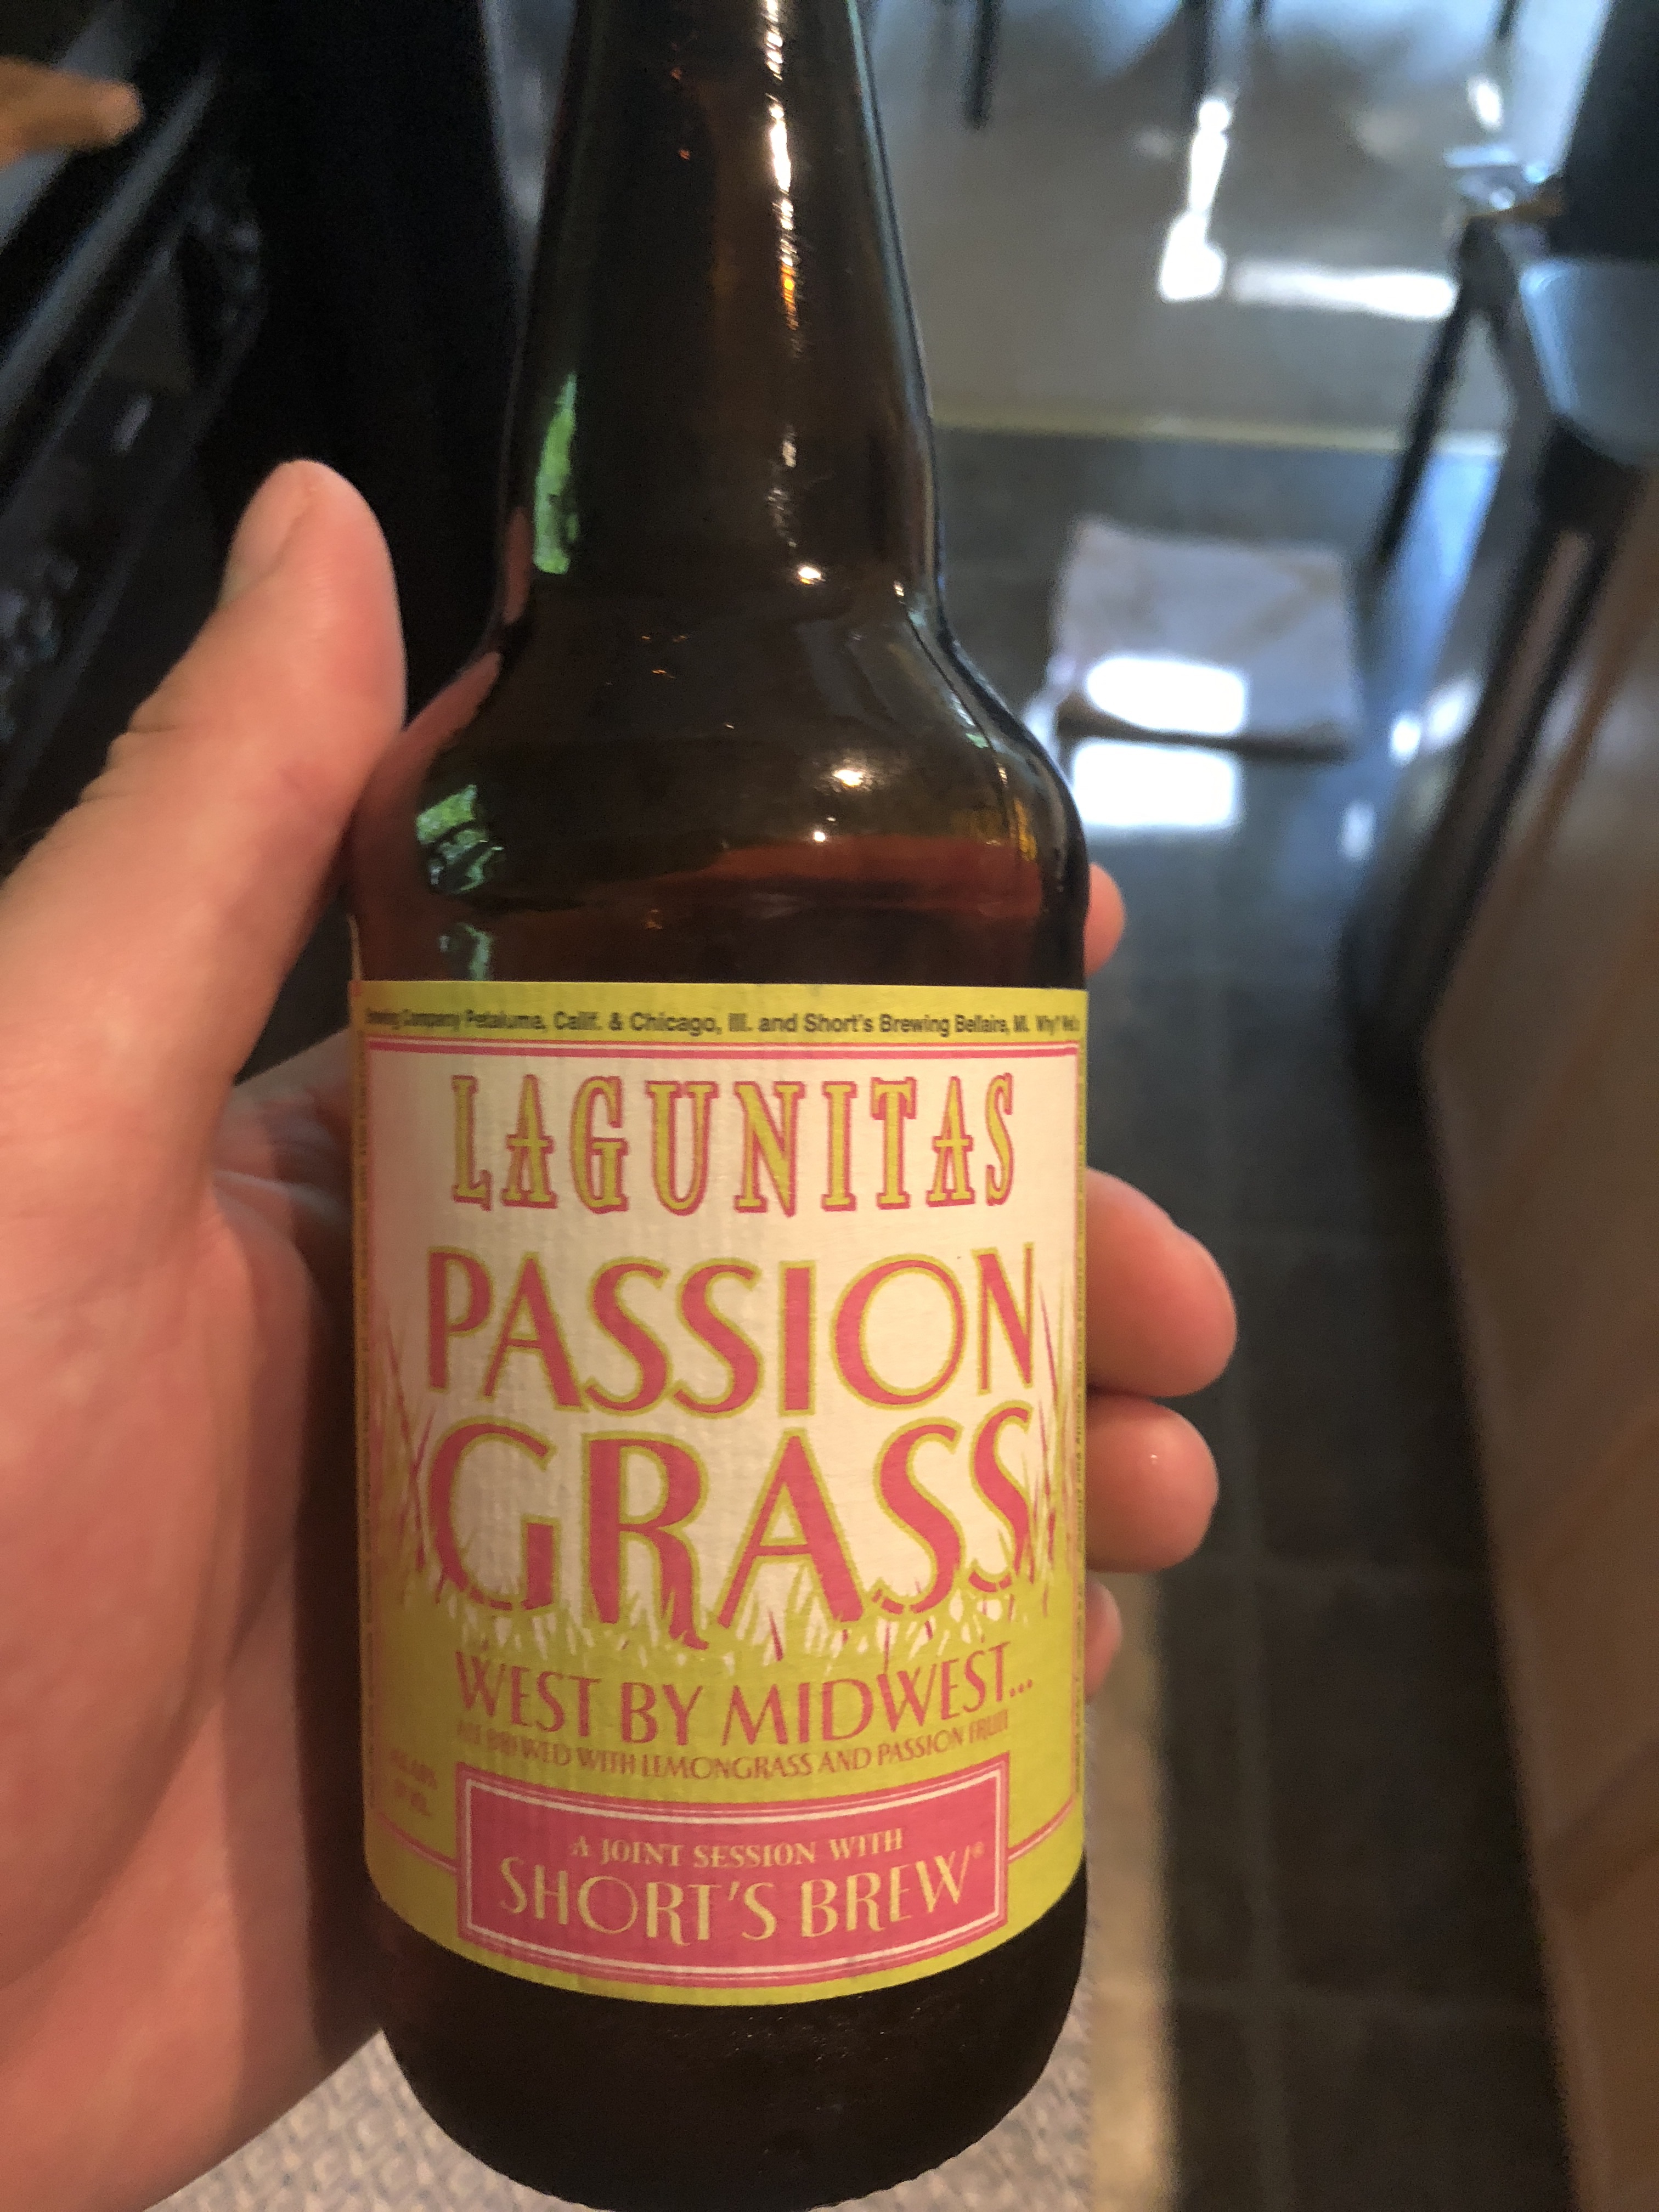 Company Petaluma, Calif. & Chicago, Ill. and Short's Brewing Bellaire, MI. Why?
LAGUNITAS
PASSION
GRASS
WEST BY MIDWEST...
ALE BREWED WITH LEMONGRASS AND PASSION FRUIT
A JOINT SESSION WITH
SHORT'S BREW®